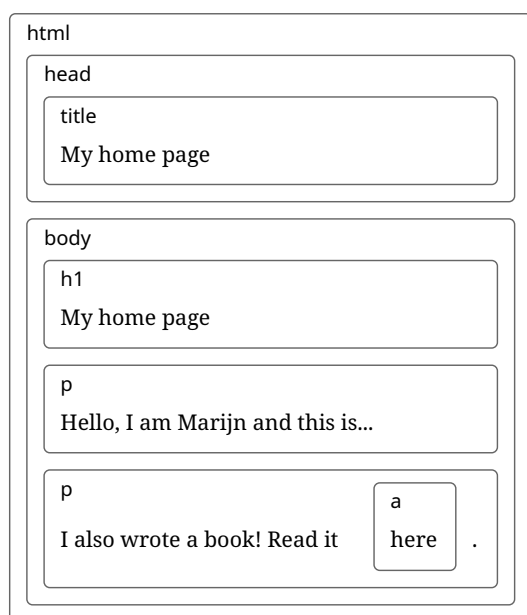 html
head
title
My home page
body
h1
My home page
p
Hello, I am Marijn and this is...
p
a
I also wrote a book! Read it here .